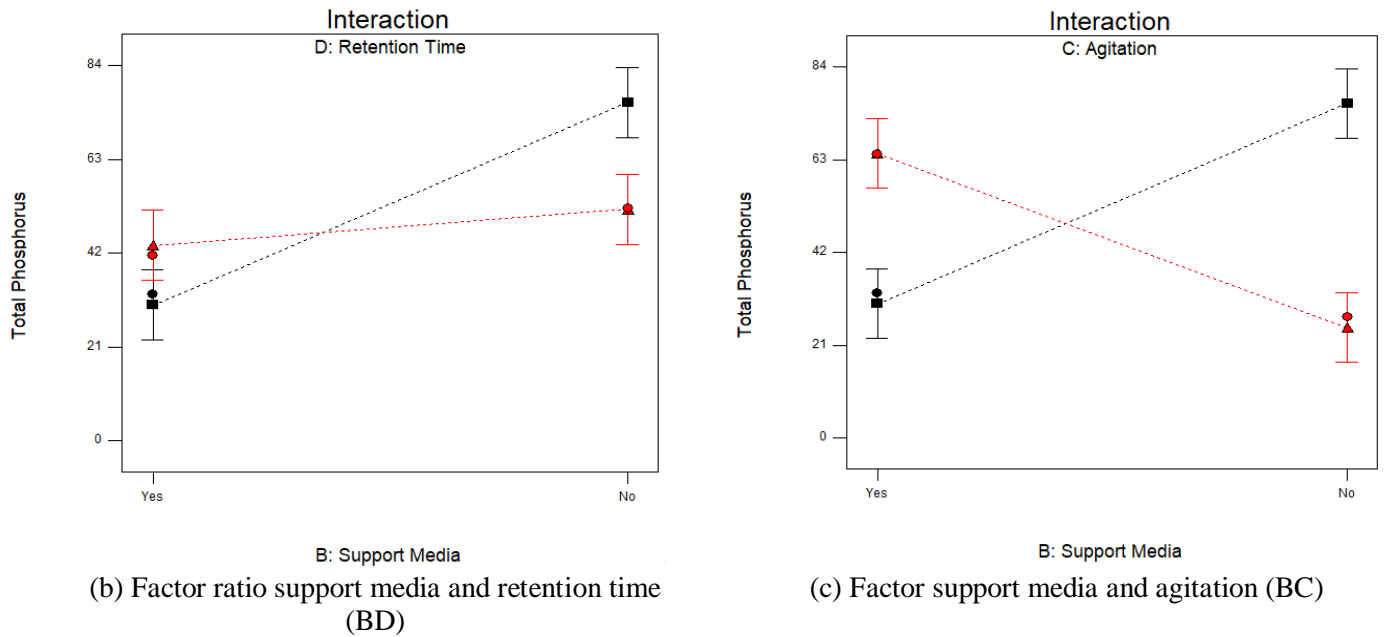 Interaction
D: Retention Time
84
63
42
21
0
Total Phosphorus
Yes
No
B: Support Media
(b) Factor ratio support media and retention time
(BD)
Interaction
C: Agitation
84
63
42
21
0
Total Phosphorus
Yes
No
B: Support Media
(c) Factor support media and agitation (BC)